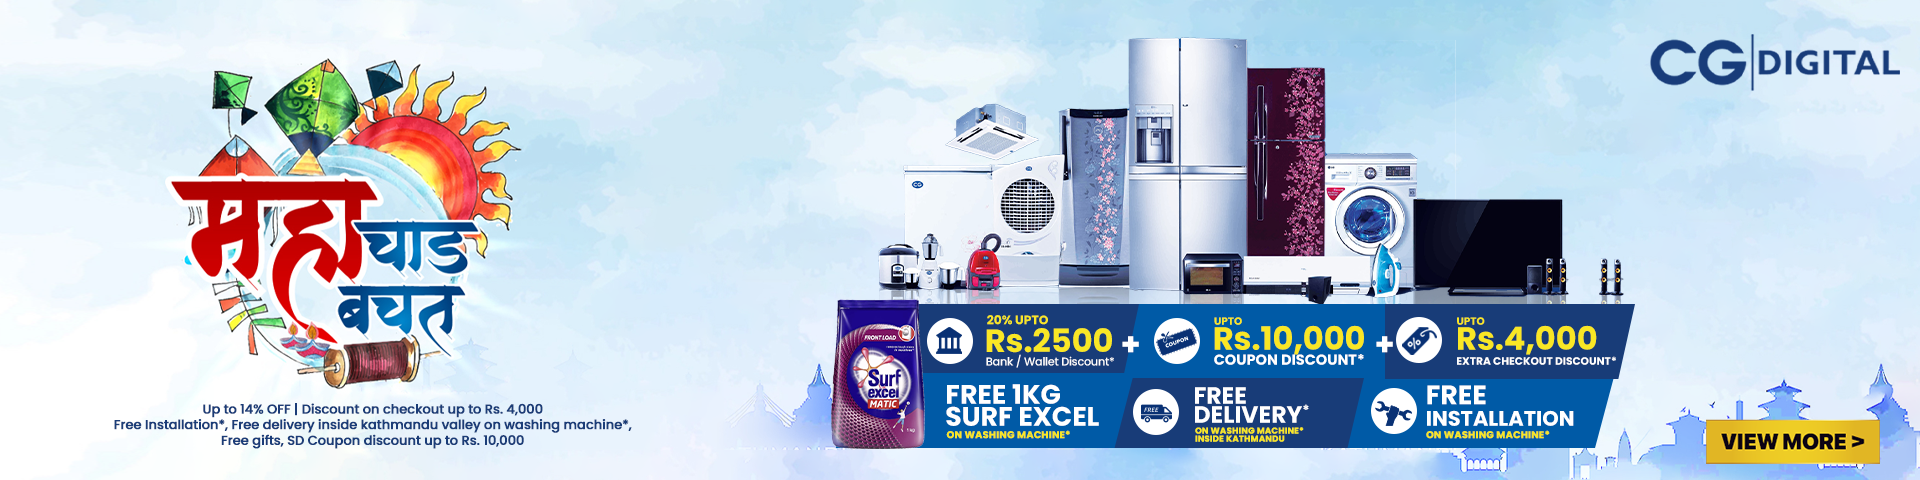 महा चाड
बचत
Up to 14% OFF | Discount on checkout up to Rs. 4,000
Free Installation*, Free delivery inside kathmandu valley on washing machine*,
Free gifts, SD Coupon discount up to Rs. 10,000
CG|DIGITAL
20% UPTO
Rs.2500
Bank / Wallet Discount*
+
COUPON
UPTO
Rs.10,000
COUPON DISCOUNT*
+
%
UPTO
Rs.4,000
EXTRA CHECKOUT DISCOUNT*
FRONT LOAD
Surf
excel
MATIC
1 kg
FREE 1KG
SURF EXCEL
ON WASHING MACHINE*
FREE
FREE
DELIVERY*
ON WASHING MACHINE*
INSIDE KATHMANDU
FREE
INSTALLATION
ON WASHING MACHINE*
VIEW MORE >